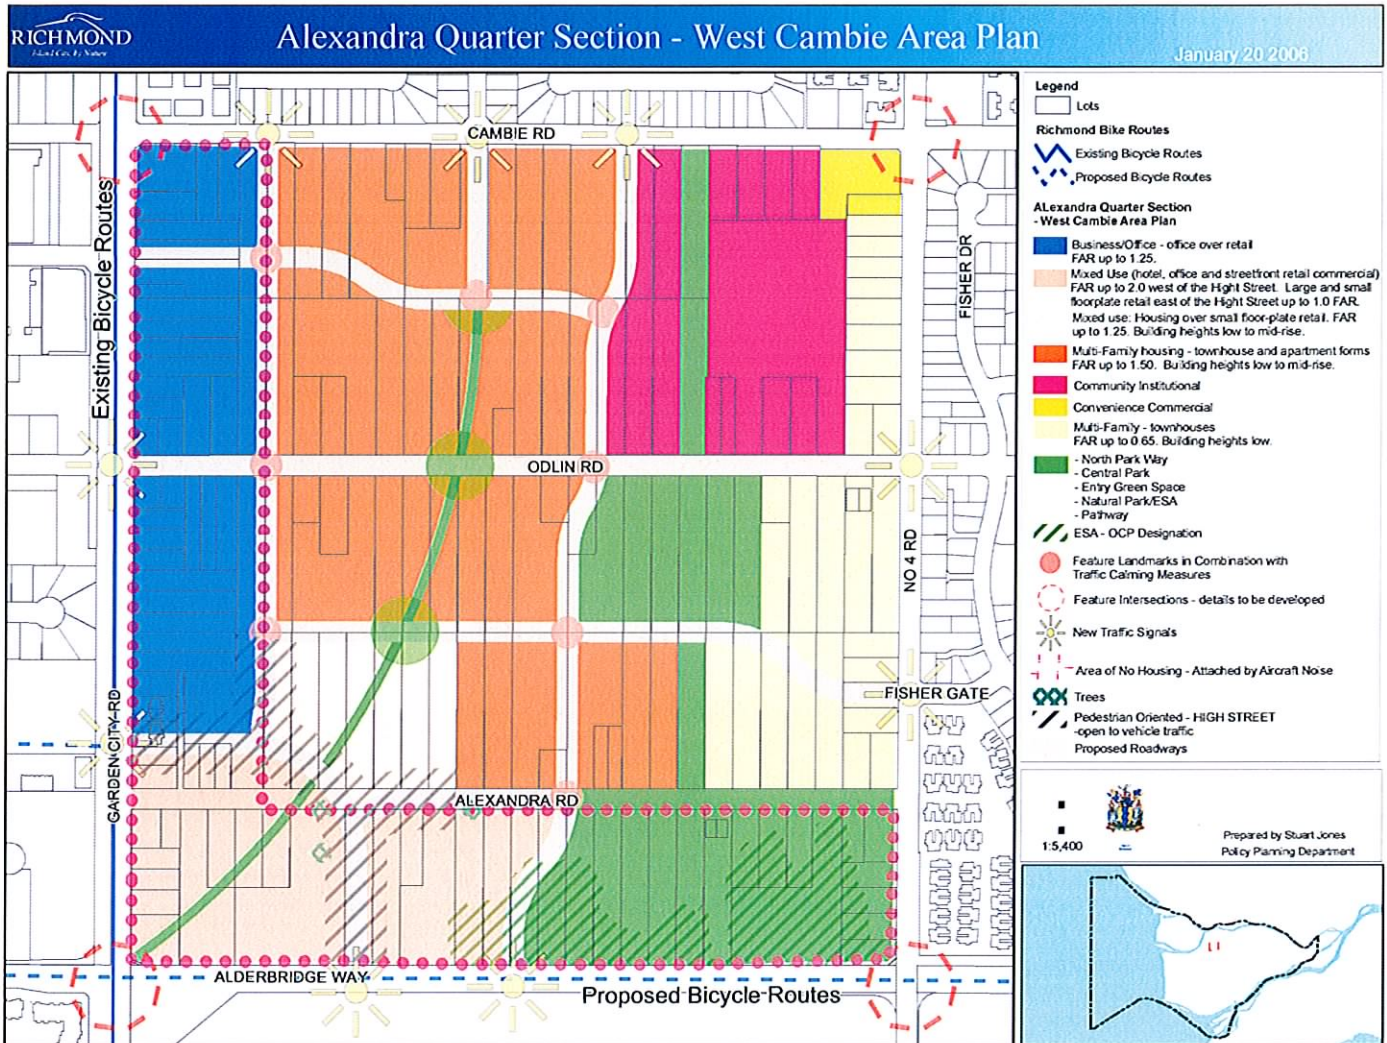 RICHMOND
Island City, by Nature
Alexandra Quarter Section - West Cambie Area Plan
January 20 2006
CAMBIE RD
Existing Bicycle Routes
FISHER DR
ODLIN RD
NO 4 RD
FISHER GATE
GARDEN CITY RD
ALEXANDRA RD
ALDERBRIDGE WAY
Proposed Bicycle Routes
Legend
Lots
Richmond Bike Routes
Existing Bicycle Routes
Proposed Bicycle Routes
ALexandra Quarter Section
- West Cambie Area Plan
Business/Office - office over retail
FAR up to 1.25.
Mixed Use (hotel, office and streetfront retail commercial)
FAR up to 2.0 west of the Hight Street. Large and small
floorplate retail east of the Hight Street up to 1.0 FAR.
Mixed use: Housing over small floor-plate retail. FAR
up to 1.25. Building heights low to mid-rise.
Multi-Family housing - townhouse and apartment forms
FAR up to 1.50. Building heights low to mid-rise.
Community Institutional
Convenience Commercial
Multi-Family - townhouses
FAR up to 0.65. Building heights low.
- North Park Way
- Central Park
- Entry Green Space
- Natural Park/ESA
- Pathway
ESA - OCP Designation
Feature Landmarks in Combination with
Traffic Calming Measures
Feature Intersections - details to be developed
New Traffic Signals
Area of No Housing - Attached by Aircraft Noise
Trees
Pedestrian Oriented - HIGH STREET
-open to vehicle traffic
Proposed Roadways
1:5,400
Prepared by Stuart Jones
Policy Planning Department